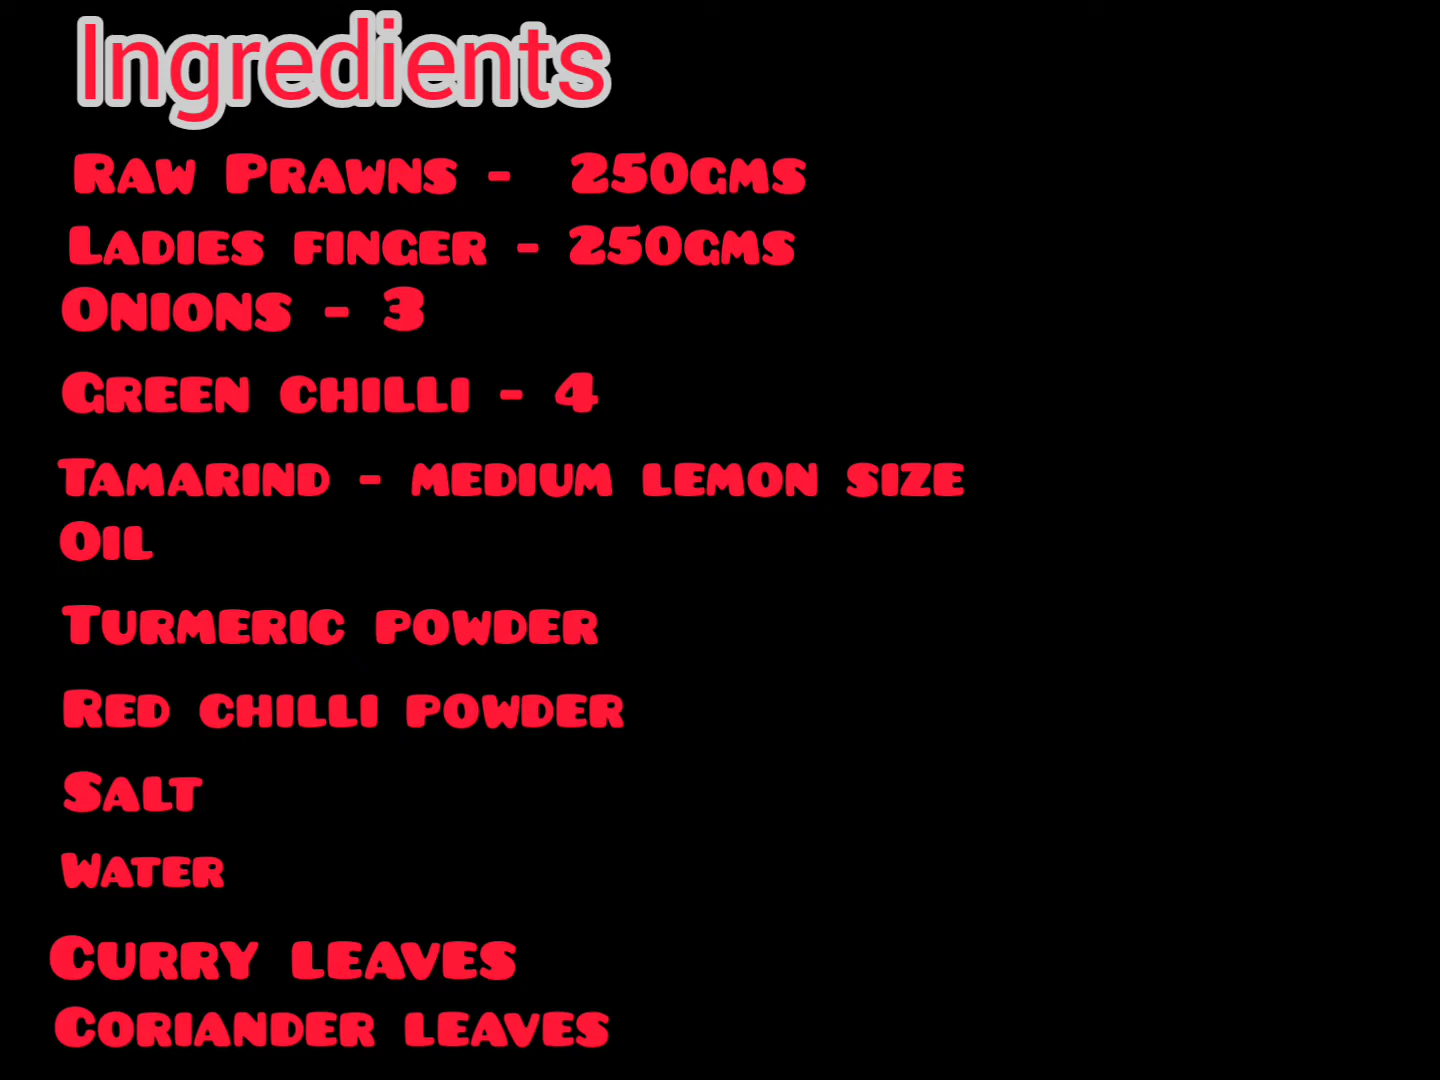 Ingredients
Raw Prawns - 250gms
Ladies finger - 250gms
Onions - 3
Green chilli - 4
Tamarind - medium lemon size
Oil
Turmeric powder
Red chilli powder
Salt
Water
Curry leaves
Coriander leaves